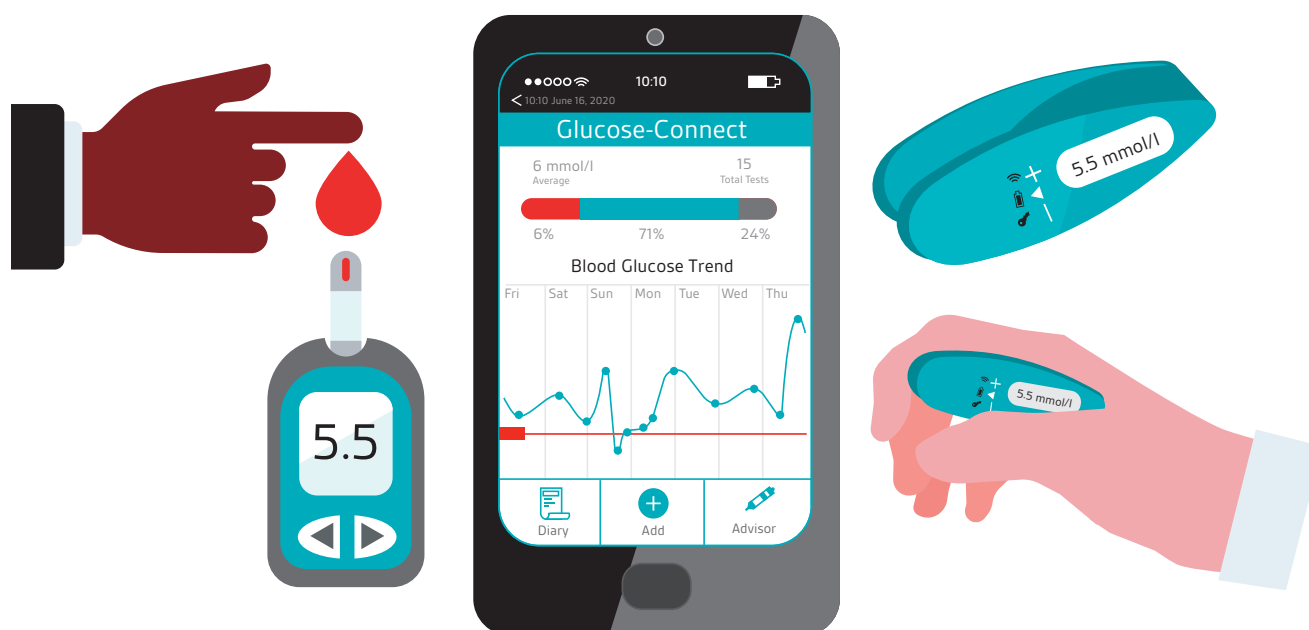 5.5
10:10
10:10 June 16, 2020
Glucose-Connect
6 mmol/l 15
Average Total Tests
6% 71% 24%
Blood Glucose Trend
Fri Sat Sun Mon Tue Wed Thu
Diary Add Advisor
5.5 mmol/l
5.5 mmol/l